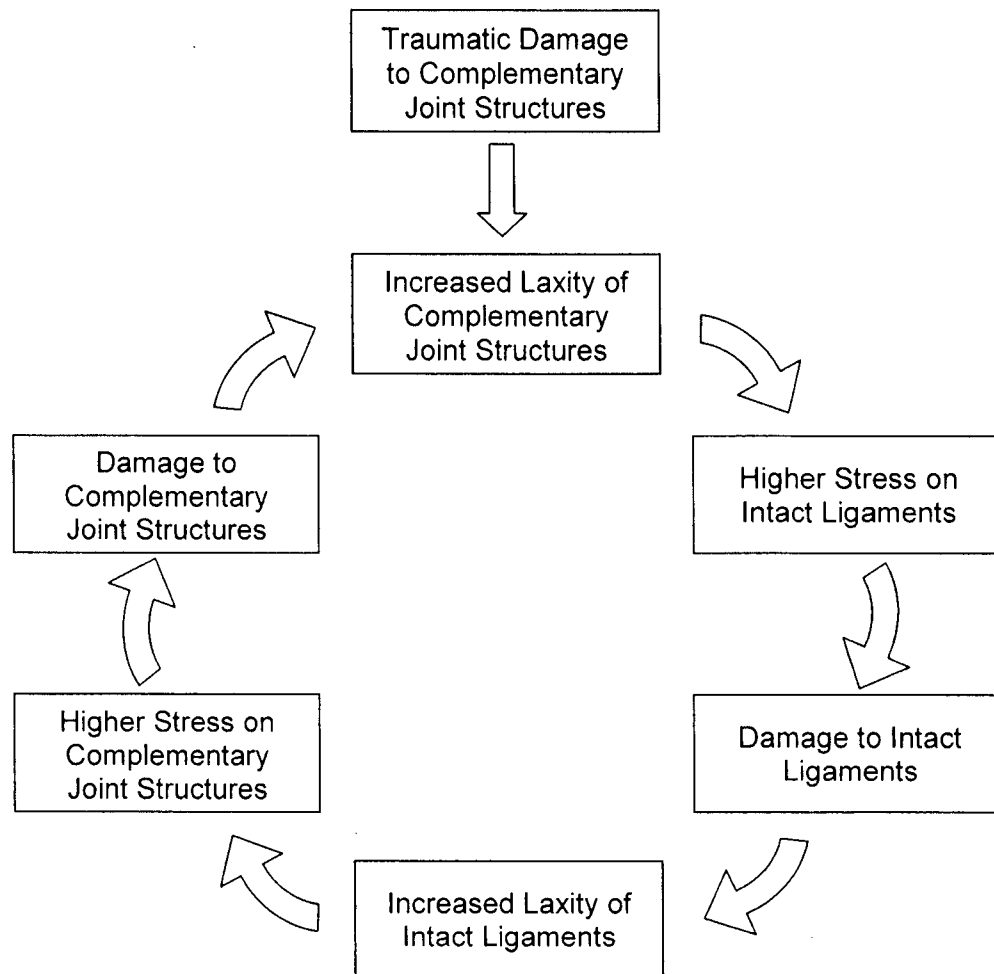 Traumatic Damage
to Complementary
Joint Structures
Increased Laxity of
Complementary
Joint Structures
Higher Stress on
Intact Ligaments
Damage to Intact
Ligaments
Increased Laxity of
Intact Ligaments
Higher Stress on
Complementary
Joint Structures
Damage to
Complementary
Joint Structures